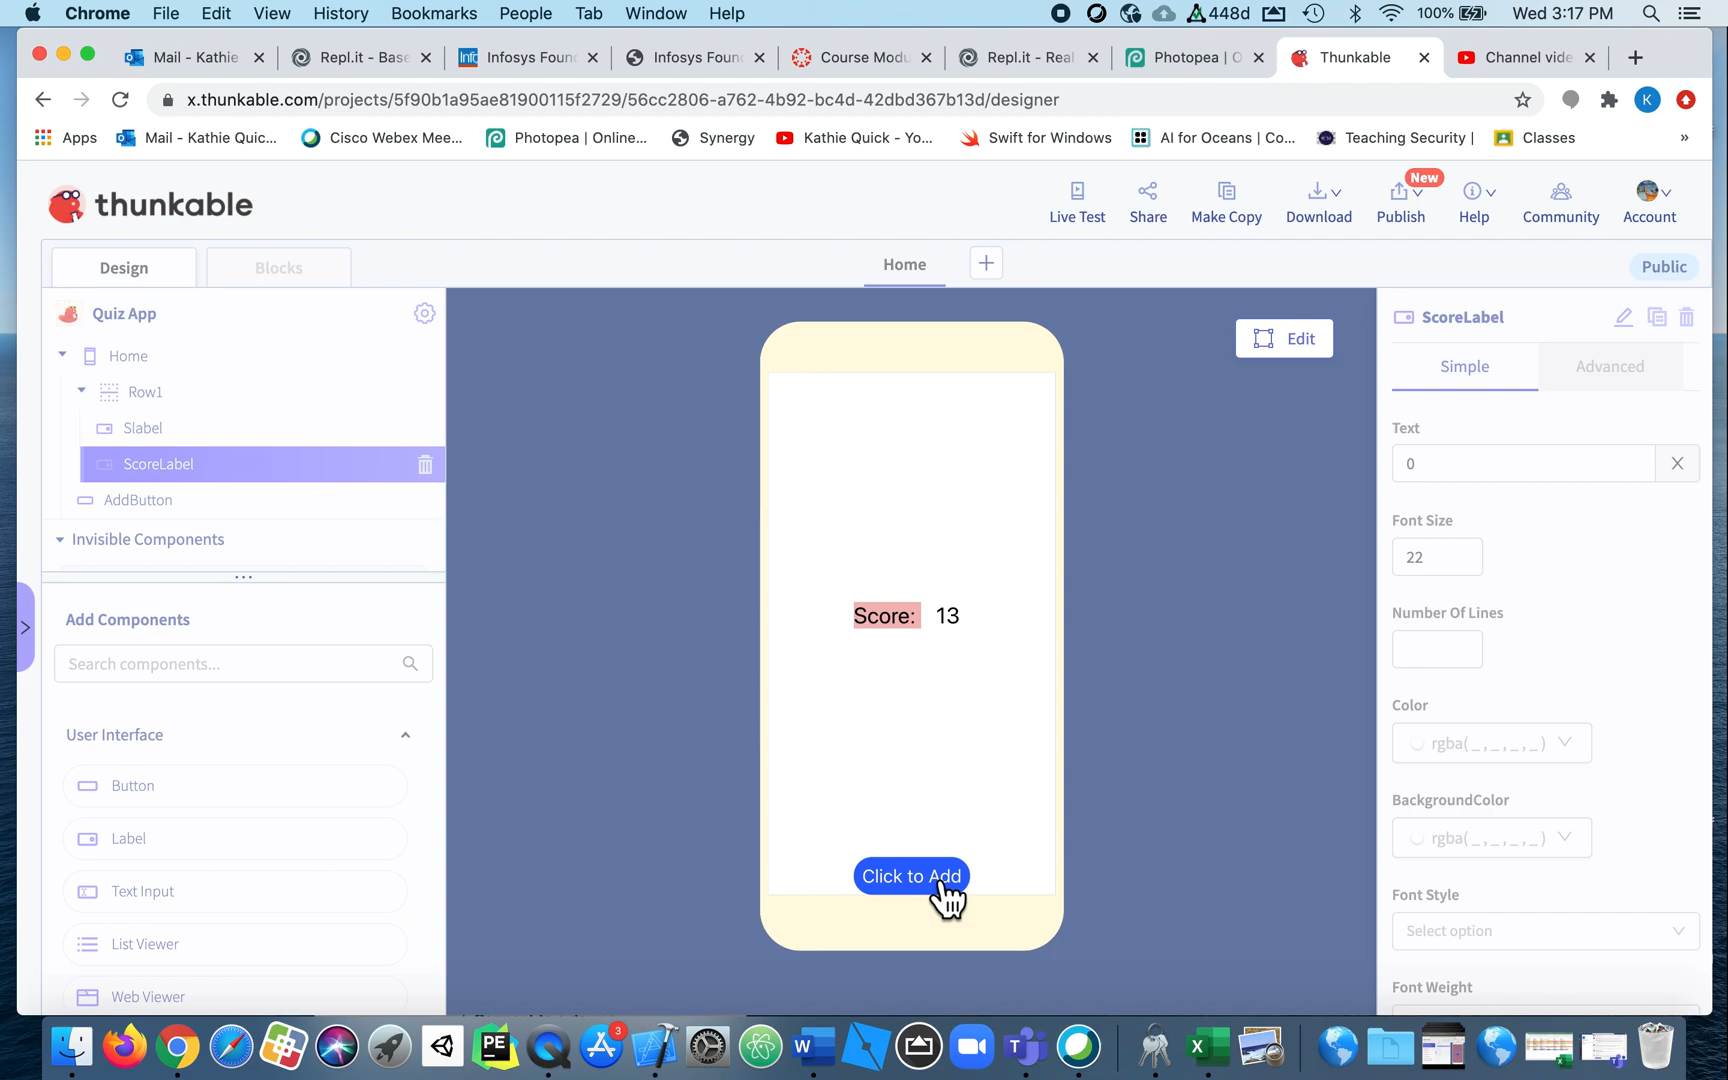 Chrome File Edit View History Bookmarks People Tab Window Help 448d 100% Wed 3:17 PM
Mail - Kathie Repl.it - Base Infosys Foun Infosys Foun Course Modu Repl.it - Real Photopea | O Thunkable Channel vide
x.thunkable.com/projects/5f90b1a95ae81900115f2729/56cc2806-a762-4b92-bc4d-42dbd367b13d/designer K
Apps Mail - Kathie Quic... Cisco Webex Mee... Photopea | Online... Synergy Kathie Quick - Yo... Swift for Windows AI for Oceans | Co... Teaching Security | Classes »
thunkable
New
Live Test Share Make Copy Download Publish Help Community Account
Design Blocks Home + Public
Quiz App
Home
Row1
Slabel
ScoreLabel
AddButton
Invisible Components
Add Components
Search components...
User Interface
Button
Label
Text Input
List Viewer
Web Viewer
Edit
Score: 13
Click to Add
ScoreLabel
Simple Advanced
Text
0 X
Font Size
22
Number Of Lines
Color
rgba(_,_,_,_)
BackgroundColor
rgba(_,_,_,_)
Font Style
Select option
Font Weight
PE 3 W T X